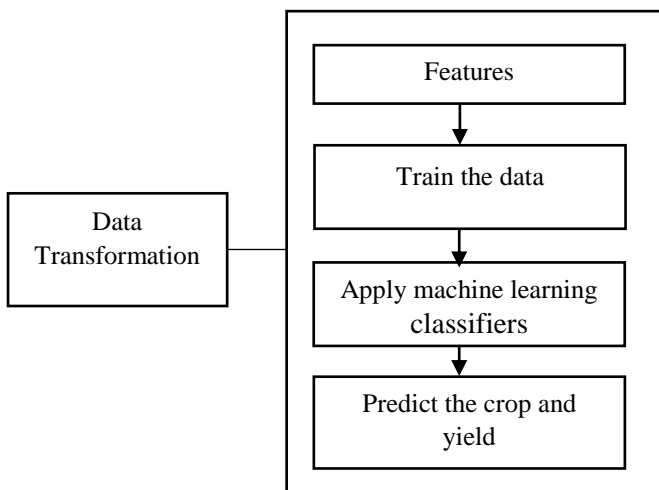 Features
Train the data
Data
Transformation
Apply machine learning
classifiers
Predict the crop and
yield